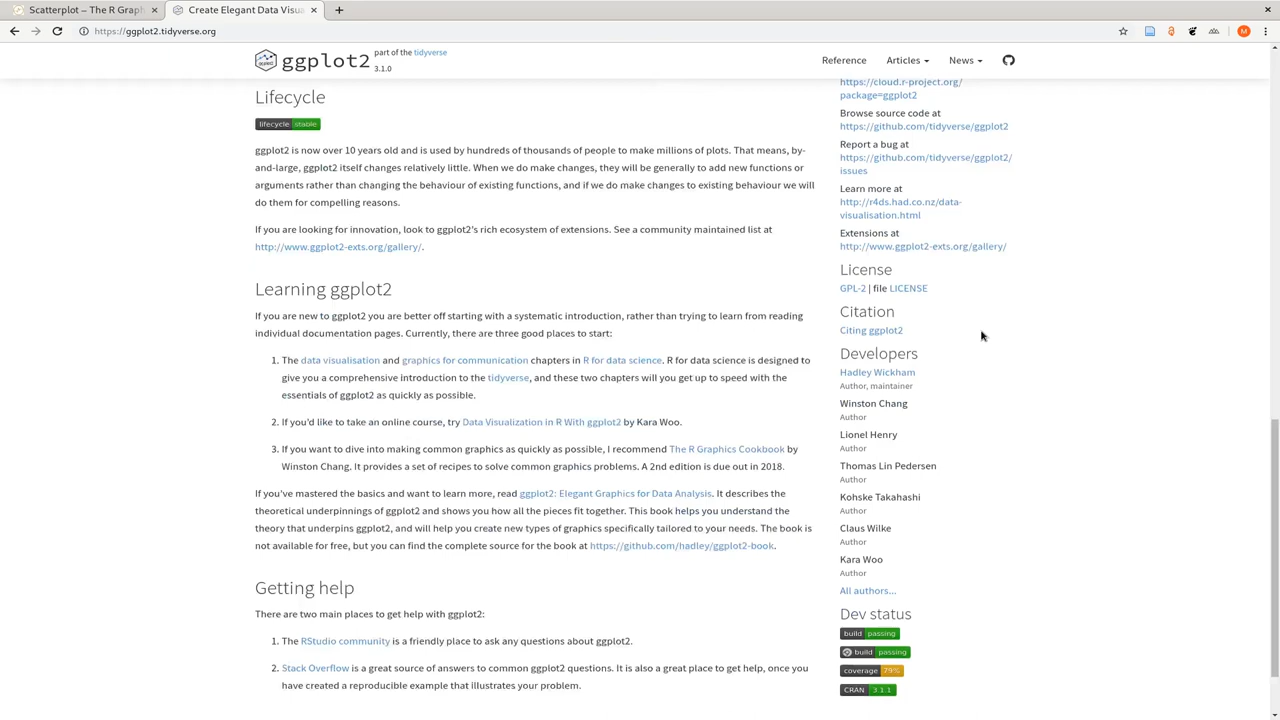 Scatterplot – The R Graph
Create Elegant Data Visua
https://ggplot2.tidyverse.org
M
ggplot2 part of the tidyverse
3.1.0
Reference
Articles
News
Lifecycle
lifecycle stable
ggplot2 is now over 10 years old and is used by hundreds of thousands of people to make millions of plots. That means, by-
and-large, ggplot2 itself changes relatively little. When we do make changes, they will be generally to add new functions or
arguments rather than changing the behaviour of existing functions, and if we do make changes to existing behaviour we will
do them for compelling reasons.
If you are looking for innovation, look to ggplot2's rich ecosystem of extensions. See a community maintained list at
http://www.ggplot2-exts.org/gallery/.
Learning ggplot2
If you are new to ggplot2 you are better off starting with a systematic introduction, rather than trying to learn from reading
individual documentation pages. Currently, there are three good places to start:
1. The data visualisation and graphics for communication chapters in R for data science. R for data science is designed to
give you a comprehensive introduction to the tidyverse, and these two chapters will you get up to speed with the
essentials of ggplot2 as quickly as possible.
2. If you'd like to take an online course, try Data Visualization in R With ggplot2 by Kara Woo.
3. If you want to dive into making common graphics as quickly as possible, I recommend The R Graphics Cookbook by
Winston Chang. It provides a set of recipes to solve common graphics problems. A 2nd edition is due out in 2018.
If you've mastered the basics and want to learn more, read ggplot2: Elegant Graphics for Data Analysis. It describes the
theoretical underpinnings of ggplot2 and shows you how all the pieces fit together. This book helps you understand the
theory that underpins ggplot2, and will help you create new types of graphics specifically tailored to your needs. The book is
not available for free, but you can find the complete source for the book at https://github.com/hadley/ggplot2-book.
Getting help
There are two main places to get help with ggplot2:
1. The RStudio community is a friendly place to ask any questions about ggplot2.
2. Stack Overflow is a great source of answers to common ggplot2 questions. It is also a great place to get help, once you
have created a reproducible example that illustrates your problem.
https://cloud.r-project.org/
package=ggplot2
Browse source code at
https://github.com/tidyverse/ggplot2
Report a bug at
https://github.com/tidyverse/ggplot2/
issues
Learn more at
http://r4ds.had.co.nz/data-
visualisation.html
Extensions at
http://www.ggplot2-exts.org/gallery/
License
GPL-2 | file LICENSE
Citation
Citing ggplot2
Developers
Hadley Wickham
Author, maintainer
Winston Chang
Author
Lionel Henry
Author
Thomas Lin Pedersen
Author
Kohske Takahashi
Author
Claus Wilke
Author
Kara Woo
Author
All authors...
Dev status
build passing
build passing
coverage 79%
CRAN 3.1.1